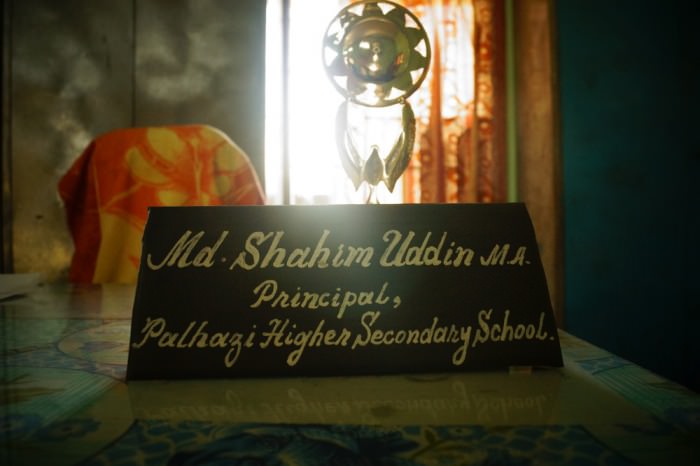 Md. Shahim Uddin M.A.
Principal,
Palhazi Higher Secondary School.